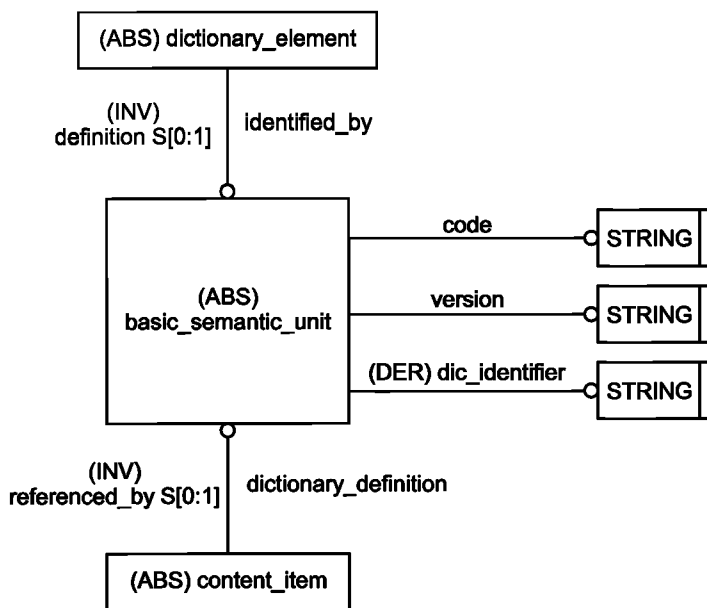 (ABS) dictionary_element
(INV)
definition S[0:1]
identified_by
code
STRING
(ABS)
basic_semantic_unit
version
STRING
(DER) dic_identifier
STRING
(INV)
referenced_by S[0:1]
dictionary_definition
(ABS) content_item